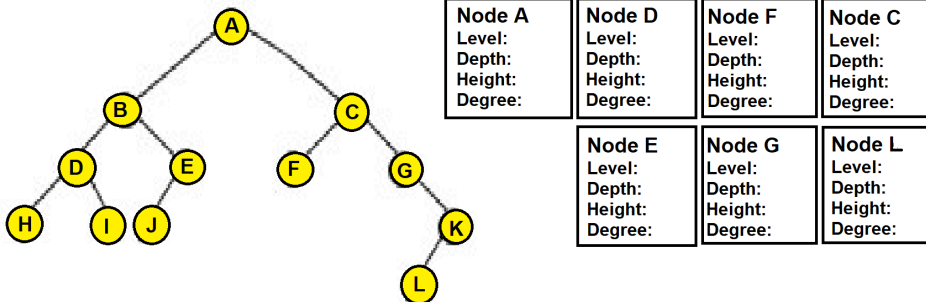 A
B
C
D
E
F
G
H
I
J
K
L
Node A
Level:
Depth:
Height:
Degree:
Node D
Level:
Depth:
Height:
Degree:
Node F
Level:
Depth:
Height:
Degree:
Node C
Level:
Depth:
Height:
Degree:
Node E
Level:
Depth:
Height:
Degree:
Node G
Level:
Depth:
Height:
Degree:
Node L
Level:
Depth:
Height:
Degree: